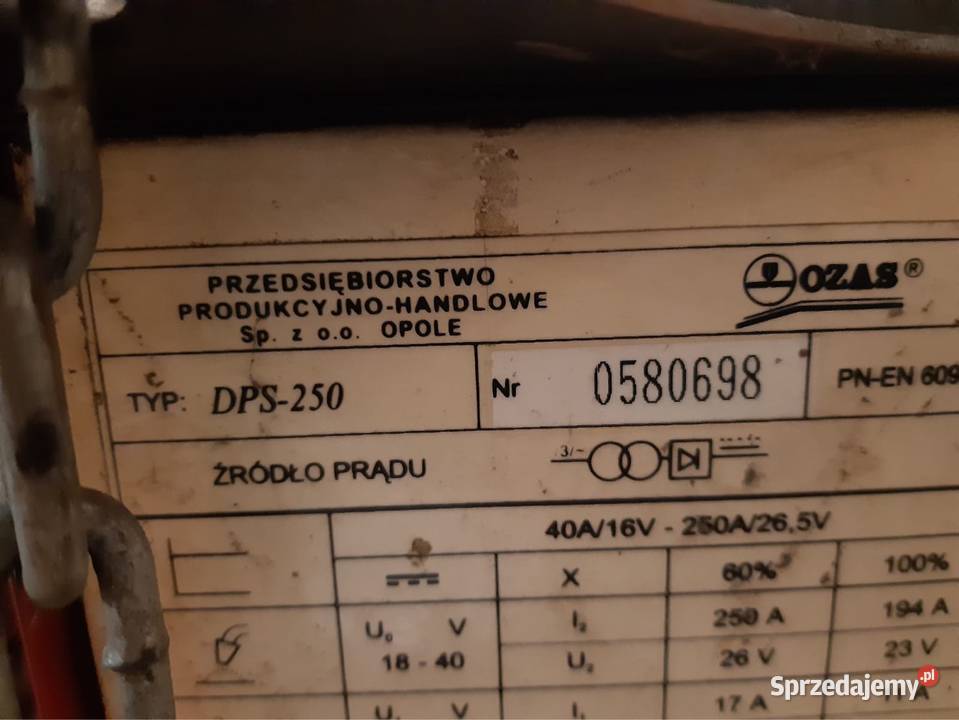 PRZEDSIĘBIORSTWO
PRODUKCYJNO-HANDLOWE
Sp. z o.o. OPOLE
OZAS®
TYP: DPS-250
Nr 0580698
PN-EN 609
ŹRÓDŁO PRĄDU
3/~
40A/16V - 250A/26,5V
X 60% 100%
U₀ V I₂ 250 A 194 A
18 - 40 U₂ 26 V 23 V
U₁ V I₁ 17 A
Sprzedajemy.pl